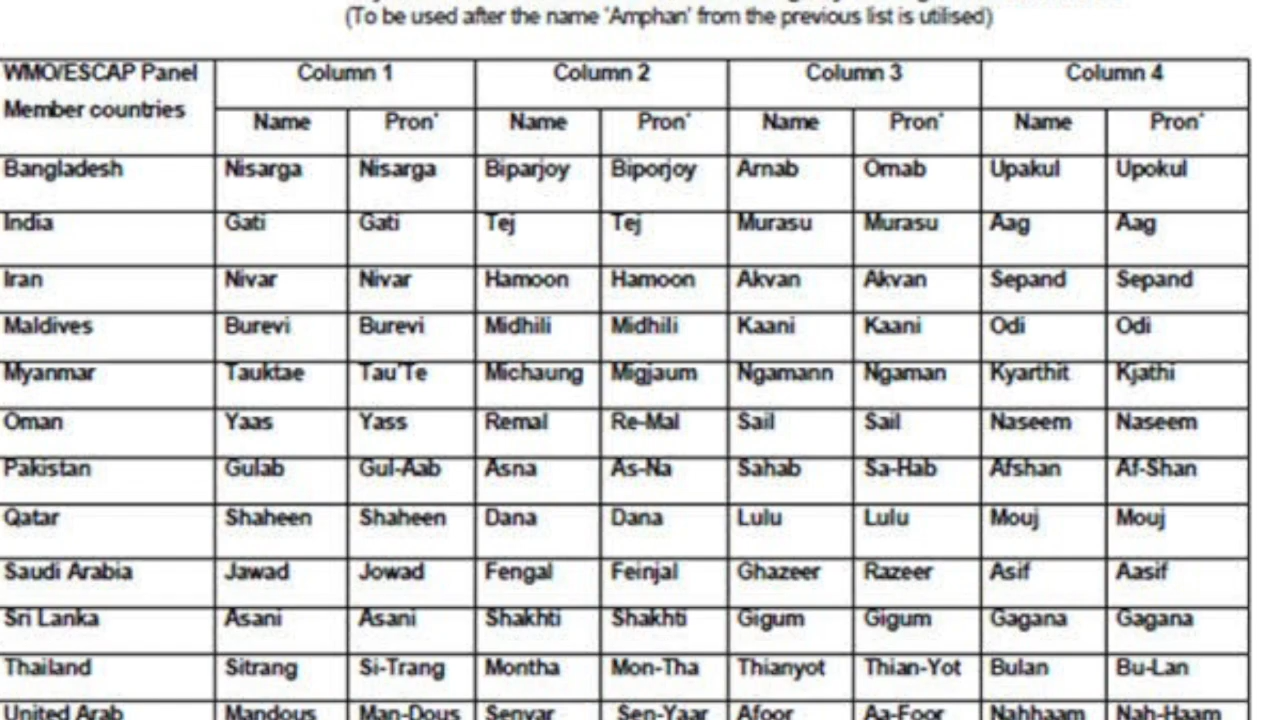 (To be used after the name 'Amphan' from the previous list is utilised)
WMO/ESCAP Panel Column 1 Column 2 Column 3 Column 4
Member countries
Name Pron* Name Pron* Name Pron* Name Pron*
Bangladesh Nisarga Nisarga Biparjoy Biporjoy Arnab Ornab Upakul Upokul
India Gati Gati Tej Tej Murasu Murasu Aag Aag
Iran Nivar Nivar Hamoon Hamoon Akvan Akvan Sepand Sepand
Maldives Burevi Burevi Midhili Midhili Kaani Kaani Odi Odi
Myanmar Tauktae Tau'Te Michaung Migjaum Ngamann Ngaman Kyarthit Kjathi
Oman Yaas Yass Remal Re-Mal Sail Sail Naseem Naseem
Pakistan Gulab Gul-Aab Asna As-Na Sahab Sa-Hab Afshan Af-Shan
Qatar Shaheen Shaheen Dana Dana Lulu Lulu Mouj Mouj
Saudi Arabia Jawad Jowad Fengal Feinjal Ghazeer Razeer Asif Aasif
Sri Lanka Asani Asani Shakhti Shakhti Gigum Gigum Gagana Gagana
Thailand Sitrang Si-Trang Montha Mon-Tha Thianyot Thian-Yot Bulan Bu-Lan
United Arab Mandous Man-Dous Senyar Sen-Yaar Afoor Aa-Foor Nahhaam Nah-Haam